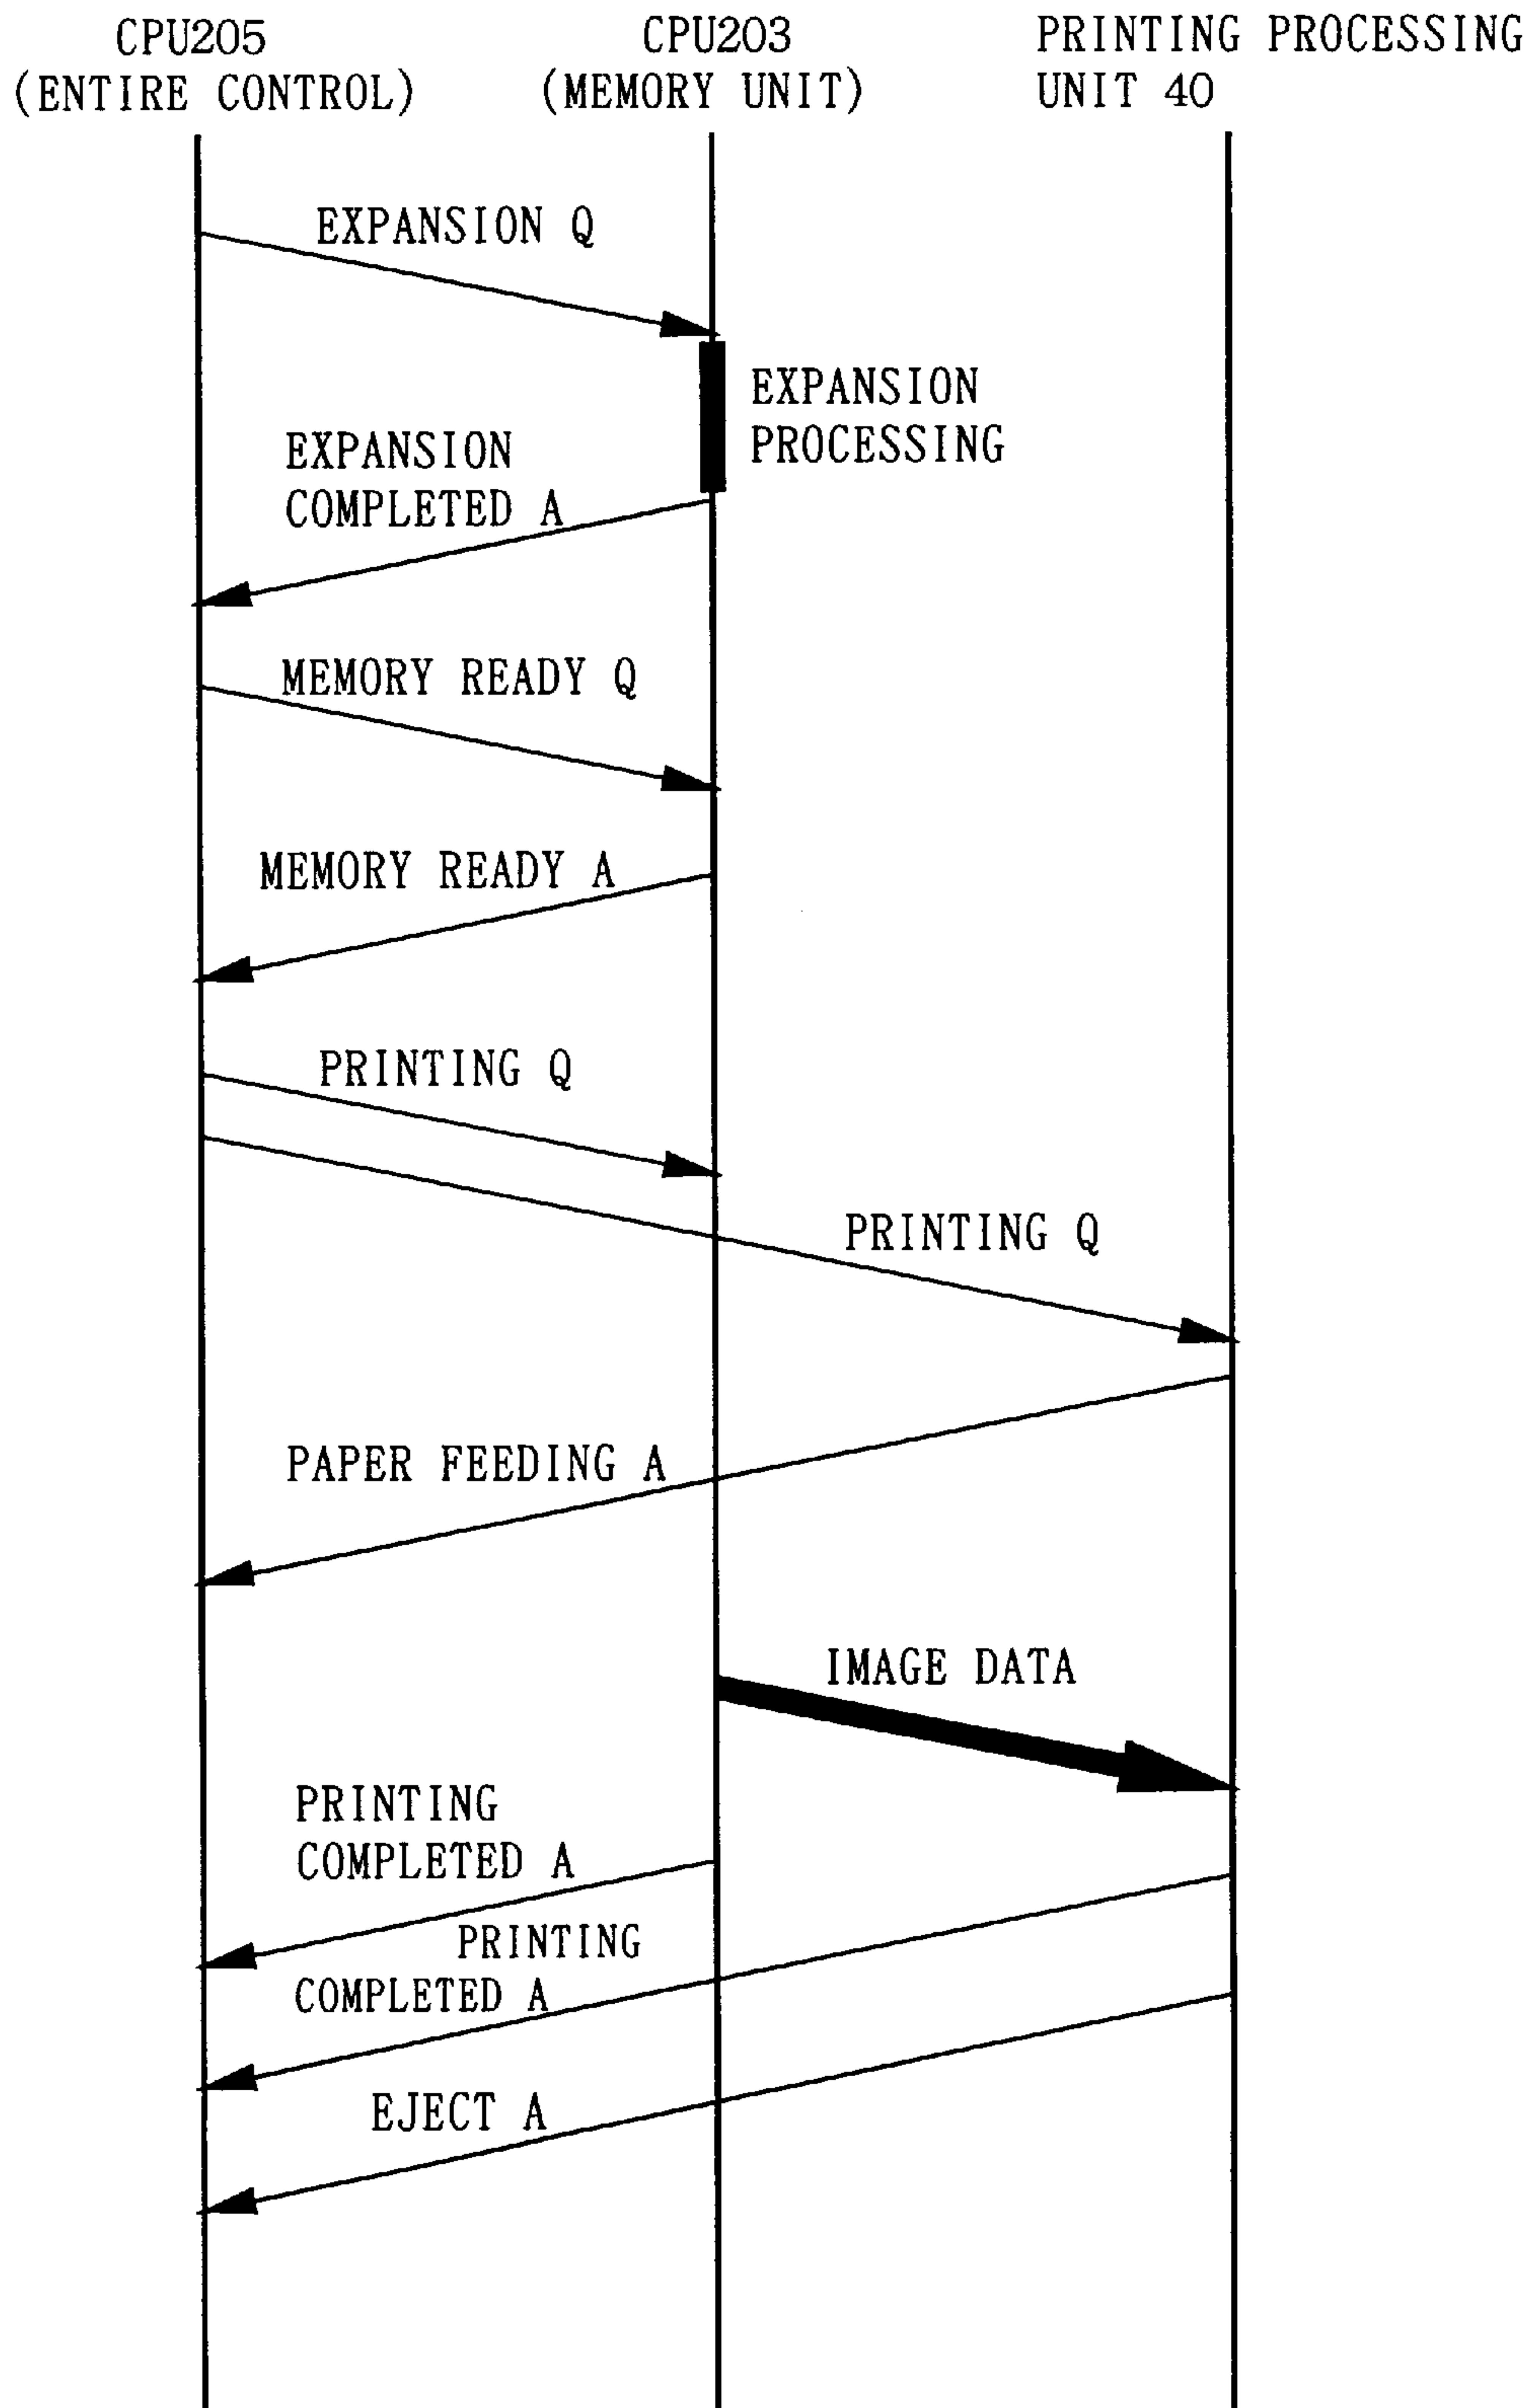 CPU205
(ENTIRE CONTROL)
CPU203
(MEMORY UNIT)
PRINTING PROCESSING
UNIT 40
EXPANSION Q
EXPANSION
PROCESSING
EXPANSION
COMPLETED A
MEMORY READY Q
MEMORY READY A
PRINTING Q
PRINTING Q
PAPER FEEDING A
IMAGE DATA
PRINTING
COMPLETED A
PRINTING
COMPLETED A
EJECT A